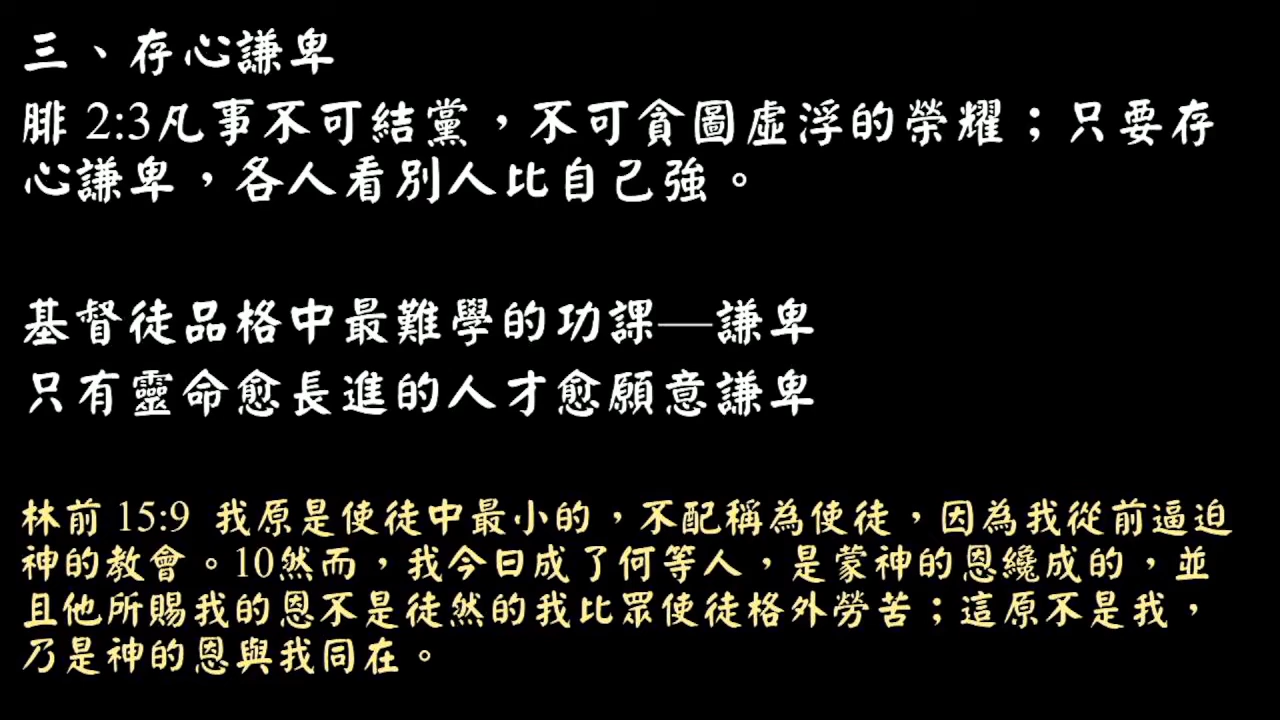 三、存心謙卑
腓 2:3凡事不可結黨，不可貪圖虛浮的榮耀；只要存
心謙卑，各人看別人比自己強。
基督徒品格中最難學的功課—謙卑
只有靈命愈長進的人才愈願意謙卑
林前 15:9 我原是使徒中最小的，不配稱為使徒，因為我從前逼迫
神的教會。10然而，我今日成了何等人，是蒙神的恩纔成的，並
且他所賜我的恩不是徒然的我比眾使徒格外勞苦；這原不是我，
乃是神的恩與我同在。